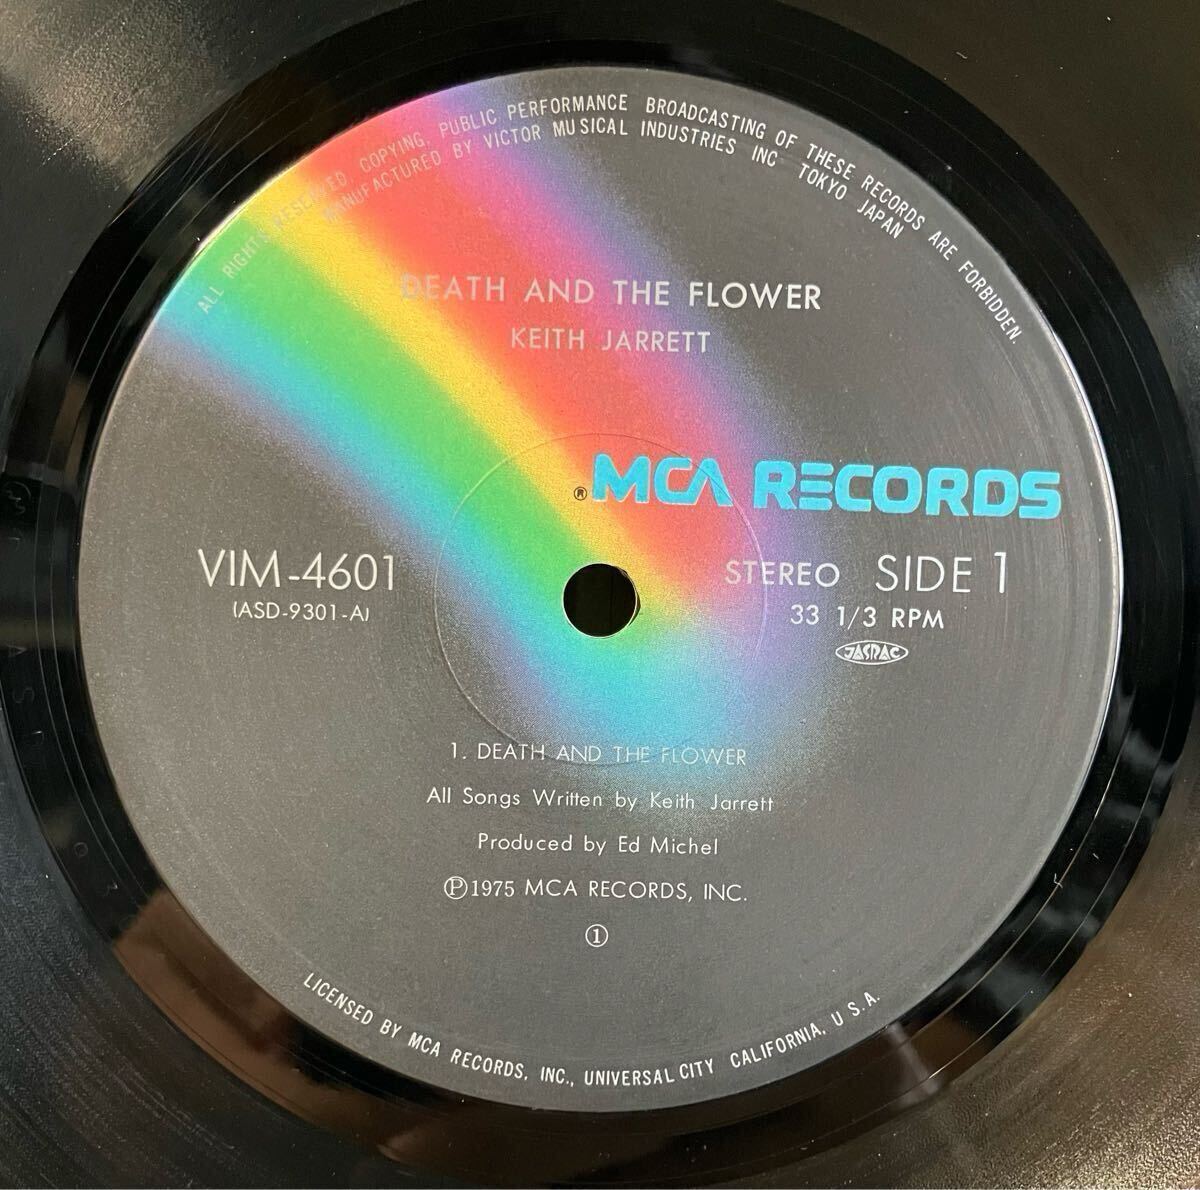 ALL RIGHTS RESERVED. COPYING, PUBLIC PERFORMANCE BROADCASTING OF THESE RECORDS ARE FORBIDDEN.
MANUFACTURED BY VICTOR MUSICAL INDUSTRIES INC TOKYO JAPAN
DEATH AND THE FLOWER
KEITH JARRETT
® MCA RECORDS
VIM-4601
(ASD-9301-A)
STEREO SIDE 1
33 1/3 RPM
JASRAC
1. DEATH AND THE FLOWER
All Songs Written by Keith Jarrett
Produced by Ed Michel
Ⓟ1975 MCA RECORDS, INC.
①
LICENSED BY MCA RECORDS, INC., UNIVERSAL CITY CALIFORNIA, U.S.A.